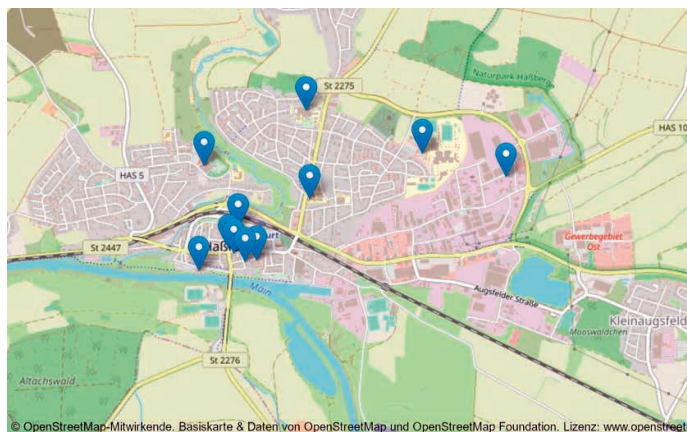 St 2275
Naturpark Haßberge
HAS 10
HAS 5
St 2447
Gewerbegebiet
Ost
Augsfelder-Straße
Main
Kleinaugsfeld
Mooswäldchen
St 2276
Altachswald
© OpenStreetMap-Mitwirkende. Basiskarte & Daten von OpenStreetMap und OpenStreetMap Foundation. Lizenz: www.openstreet